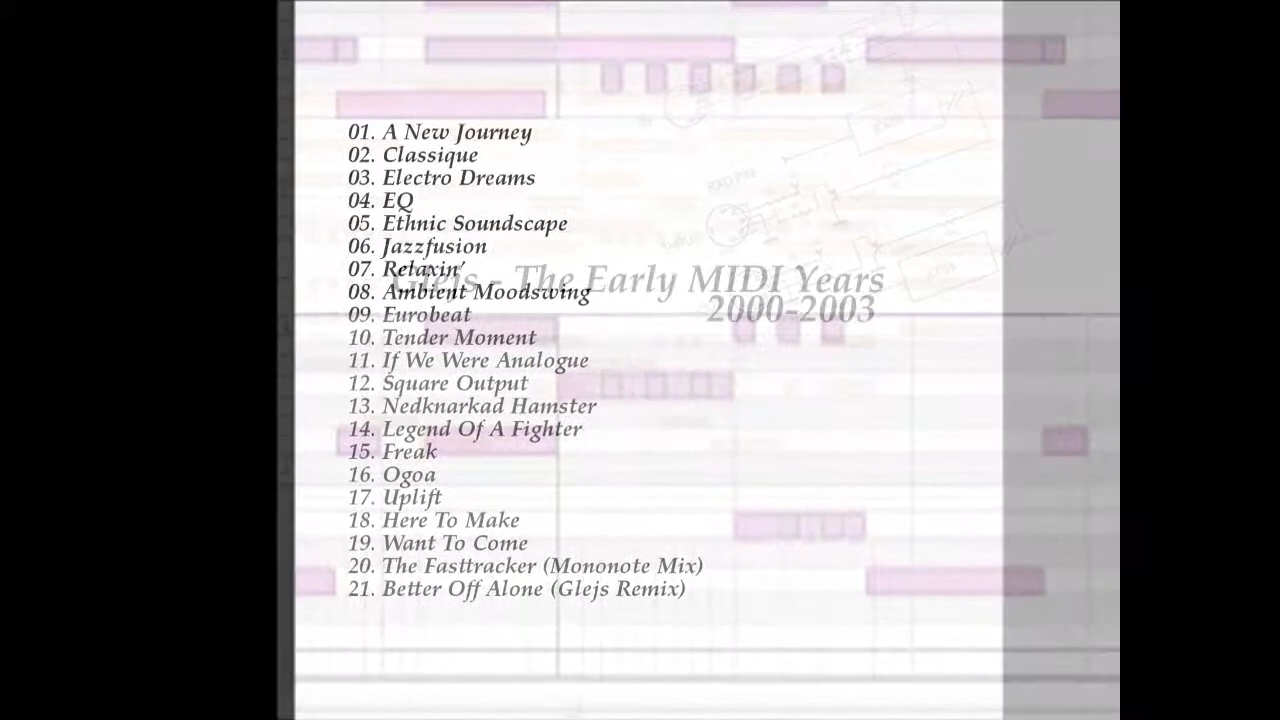 01. A New Journey
02. Classique
03. Electro Dreams
04. EQ
05. Ethnic Soundscape
06. Jazzfusion
07. Relaxin'
Glejs - The Early MIDI Years
08. Ambient Moodswing
2000-2003
09. Eurobeat
10. Tender Moment
11. If We Were Analogue
12. Square Output
13. Nedknarkad Hamster
14. Legend Of A Fighter
15. Freak
16. Ogoa
17. Uplift
18. Here To Make
19. Want To Come
20. The Fasttracker (Mononote Mix)
21. Better Off Alone (Glejs Remix)